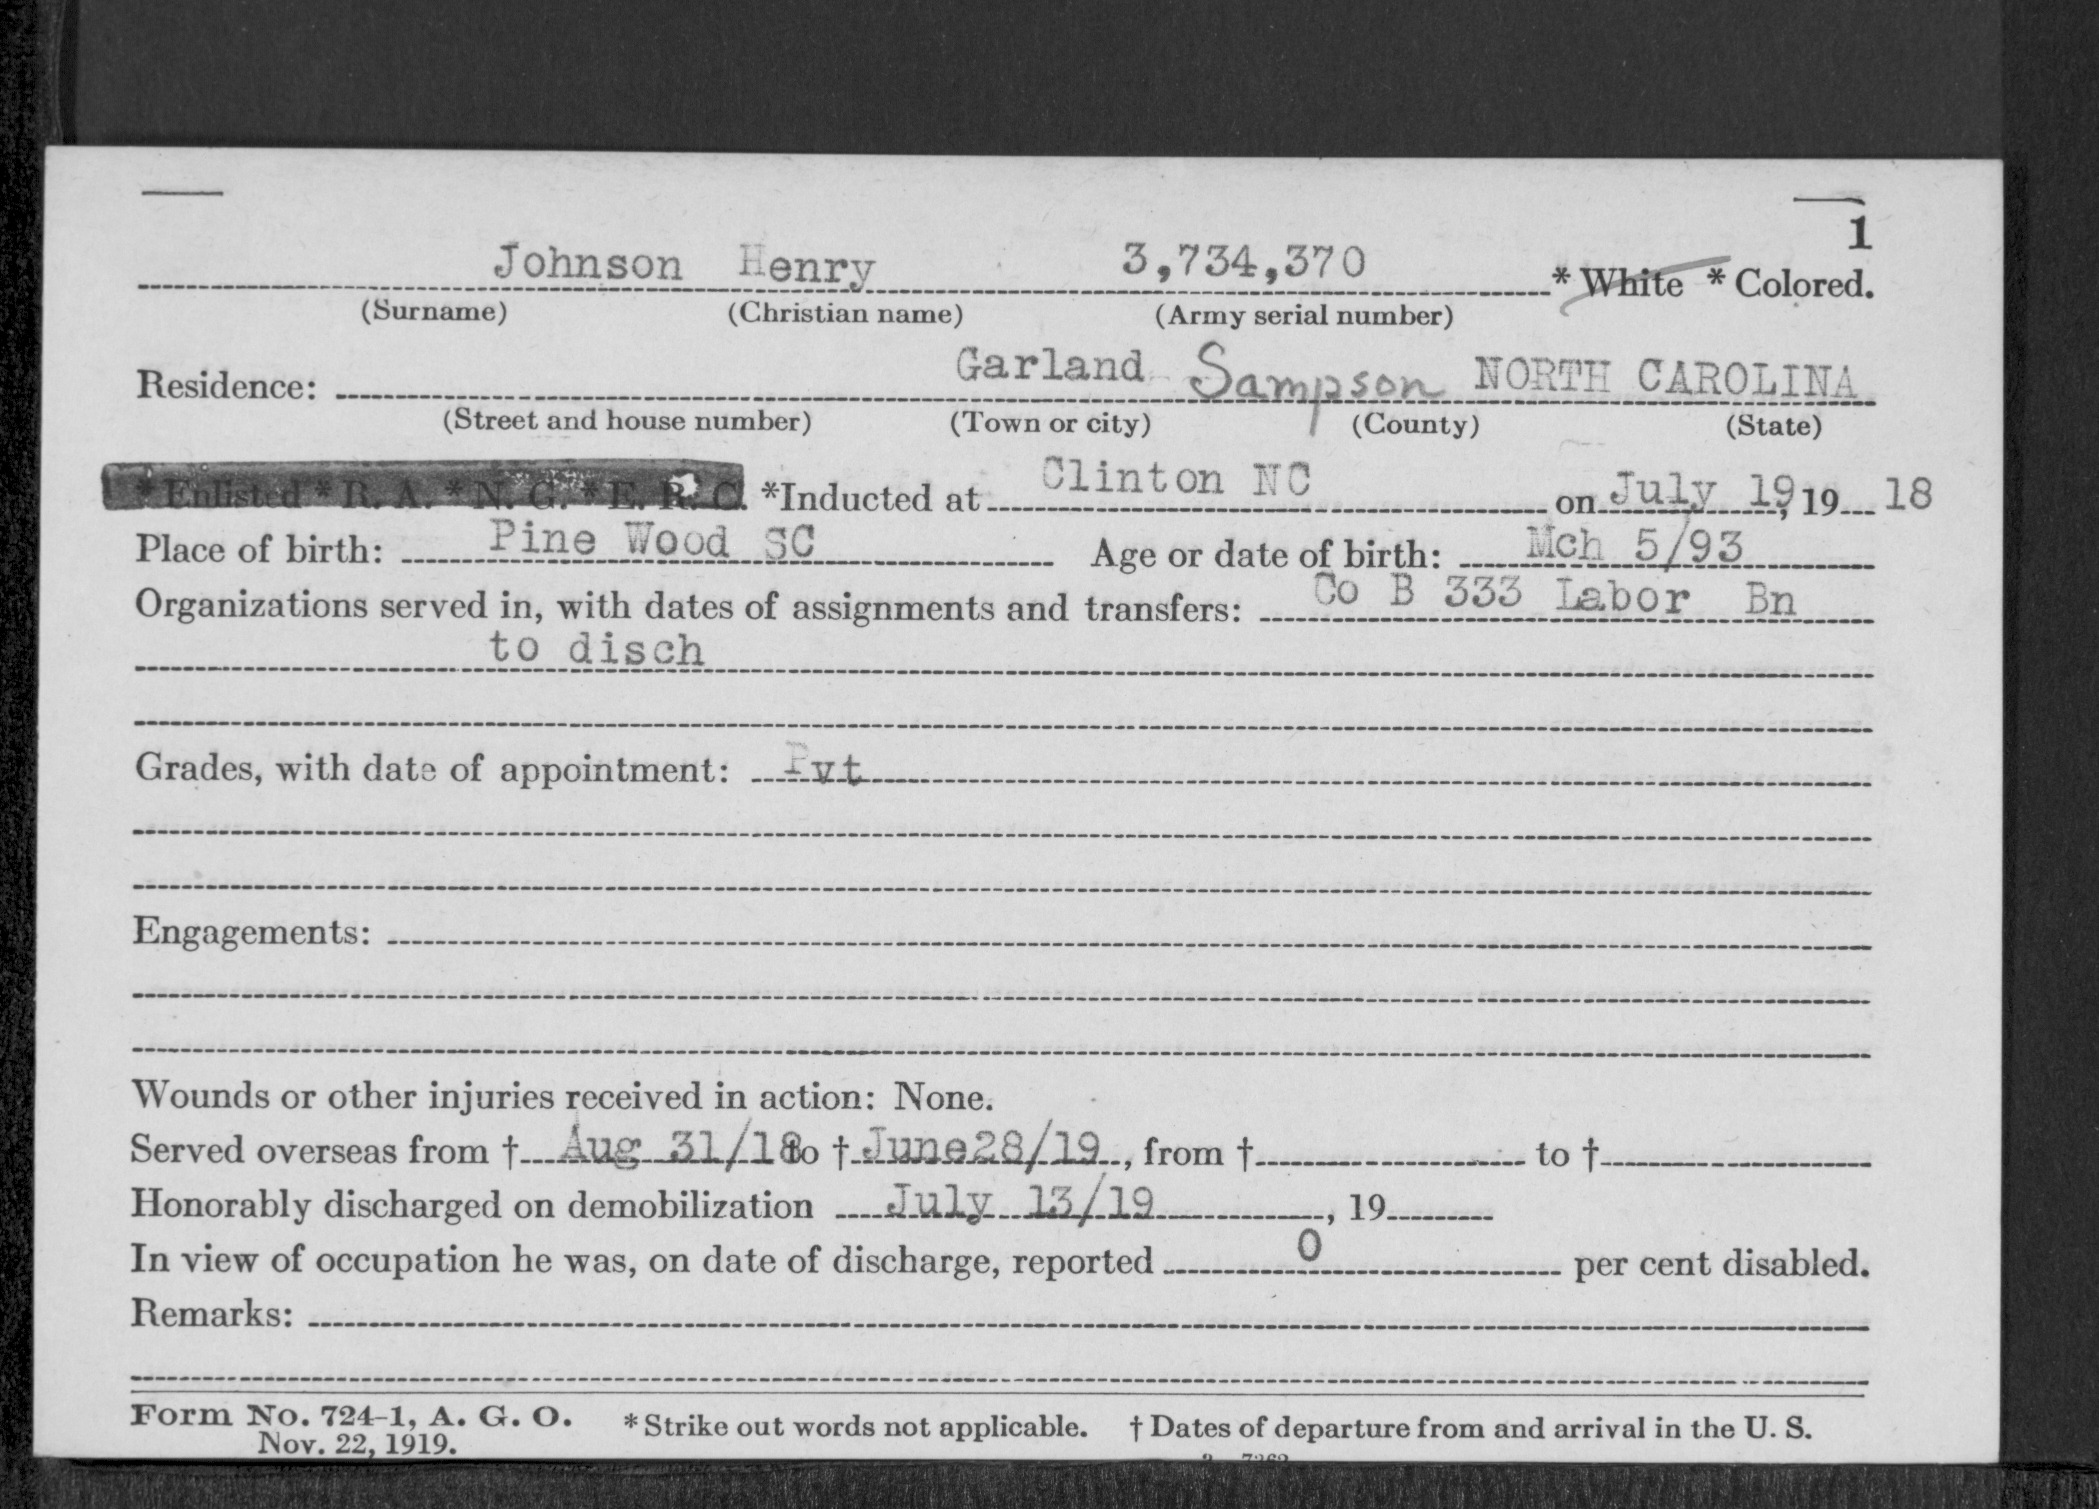 1
Johnson Henry 3,734,370 * White * Colored.
(Surname) (Christian name) (Army serial number)
Residence: Garland Sampson NORTH CAROLINA
(Street and house number) (Town or city) (County) (State)
* Enlisted * R. A. * N. G. * E. R. C. *Inducted at Clinton NC on July 19, 19 18
Place of birth: Pine Wood SC Age or date of birth: Mch 5/93
Organizations served in, with dates of assignments and transfers: Co B 333 Labor Bn
to disch
Grades, with date of appointment: Pvt
Engagements:
Wounds or other injuries received in action: None.
Served overseas from † Aug 31/18 to † June28/19, from † to †
Honorably discharged on demobilization July 13/19, 19
In view of occupation he was, on date of discharge, reported 0 per cent disabled.
Remarks:
Form No. 724-1, A. G. O. * Strike out words not applicable. † Dates of departure from and arrival in the U. S.
Nov. 22, 1919.